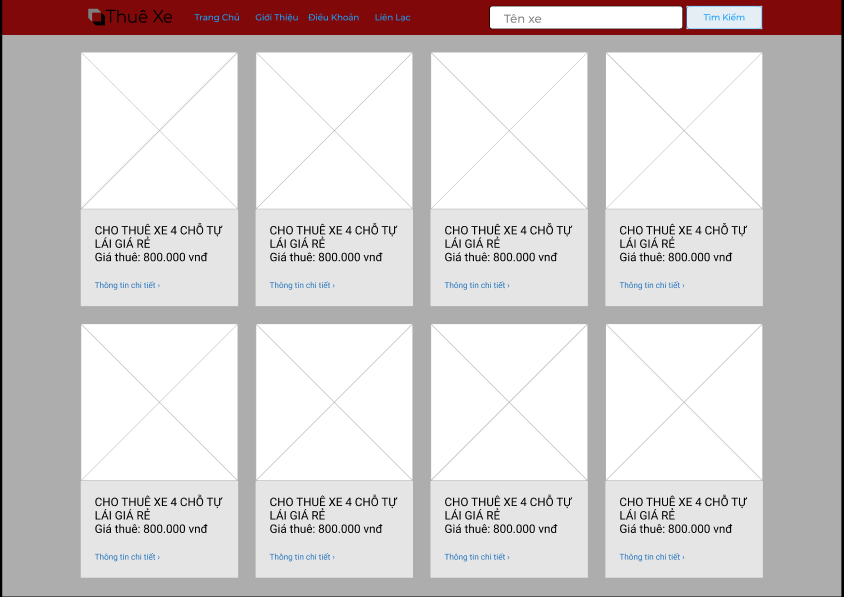 Thuê Xe Trang Chủ Giới Thiệu Điều Khoản Liên Lạc Tên xe Tìm Kiếm
CHO THUÊ XE 4 CHỖ TỰ
LÁI GIÁ RẺ
Giá thuê: 800.000 vnđ
Thông tin chi tiết ›
CHO THUÊ XE 4 CHỖ TỰ
LÁI GIÁ RẺ
Giá thuê: 800.000 vnđ
Thông tin chi tiết ›
CHO THUÊ XE 4 CHỖ TỰ
LÁI GIÁ RẺ
Giá thuê: 800.000 vnđ
Thông tin chi tiết ›
CHO THUÊ XE 4 CHỖ TỰ
LÁI GIÁ RẺ
Giá thuê: 800.000 vnđ
Thông tin chi tiết ›
CHO THUÊ XE 4 CHỖ TỰ
LÁI GIÁ RẺ
Giá thuê: 800.000 vnđ
Thông tin chi tiết ›
CHO THUÊ XE 4 CHỖ TỰ
LÁI GIÁ RẺ
Giá thuê: 800.000 vnđ
Thông tin chi tiết ›
CHO THUÊ XE 4 CHỖ TỰ
LÁI GIÁ RẺ
Giá thuê: 800.000 vnđ
Thông tin chi tiết ›
CHO THUÊ XE 4 CHỖ TỰ
LÁI GIÁ RẺ
Giá thuê: 800.000 vnđ
Thông tin chi tiết ›